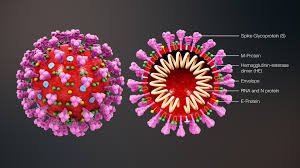 Spike Glycoprotein (S)
M-Protein
Hemagglutinin-esterase
dimer (HE)
Envelope
RNA and N protein
E-Protein